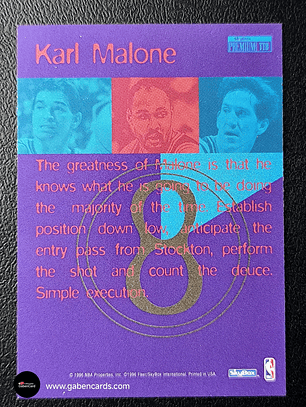 Karl Malone
PREMIUM
The greatness of Malone is that he
knows what he is going to be doing
the majority of the time. Establish
position down low, anticipate the
entry pass from Stockton, perform
the shot and count the deuce.
Simple execution.
8
© 1996 NBA Properties, Inc. ©1996 Fleer/SkyBox International. Printed in USA.
SkyBox
www.gabencards.com